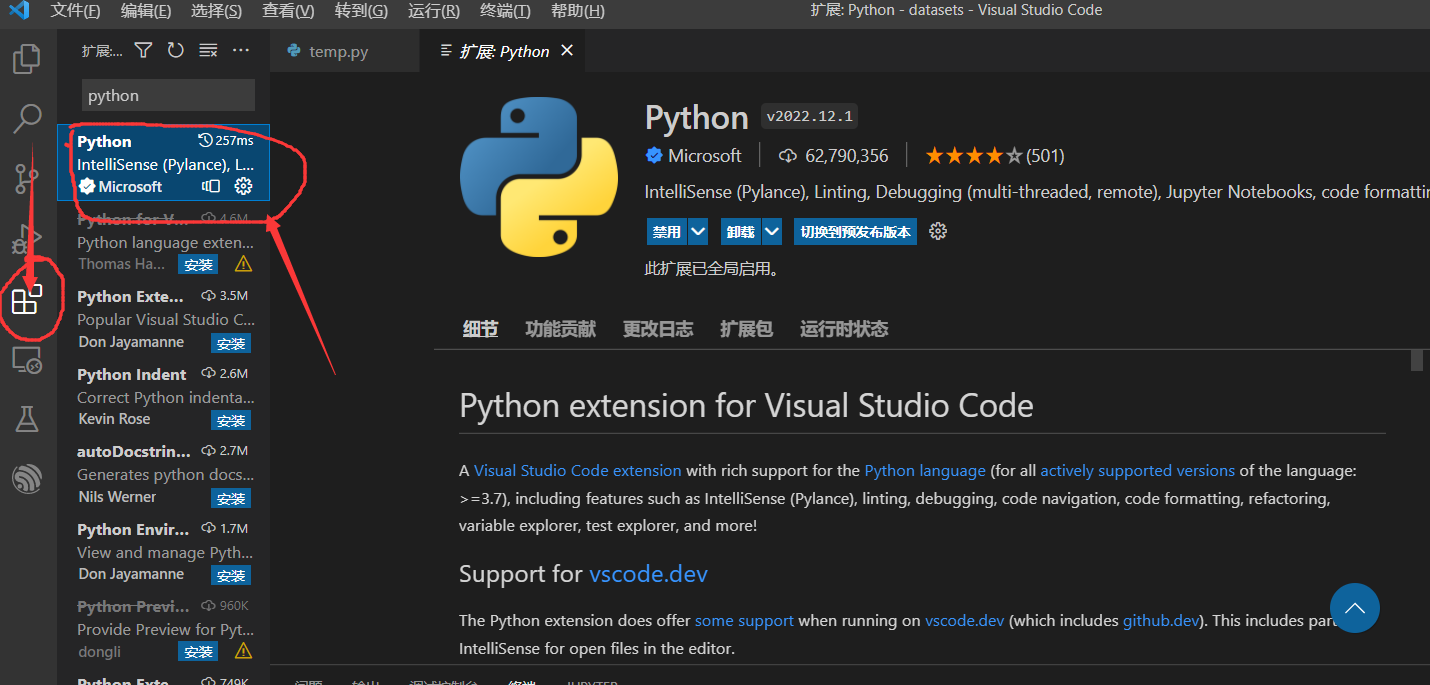 文件(F) 编辑(E) 选择(S) 查看(V) 转到(G) 运行(R) 终端(T) 帮助(H) 扩展: Python - datasets - Visual Studio Code
扩展...
temp.py
扩展: Python
python
Python 257ms
IntelliSense (Pylance), L...
Microsoft
Python for V... 4.6M
Python language exten...
Thomas Ha... 安装
Python Exte... 3.5M
Popular Visual Studio C...
Don Jayamanne 安装
Python Indent 2.6M
Correct Python indenta...
Kevin Rose 安装
autoDocstrin... 2.7M
Generates python docs...
Nils Werner 安装
Python Envir... 1.7M
View and manage Pyth...
Don Jayamanne 安装
Python Previ... 960K
Provide Preview for Pyt...
dongli 安装
Python Exte... 749K
Python v2022.12.1
Microsoft 62,790,356 (501)
IntelliSense (Pylance), Linting, Debugging (multi-threaded, remote), Jupyter Notebooks, code formattin
禁用 卸载 切换到预发布版本
此扩展已全局启用。
细节 功能贡献 更改日志 扩展包 运行时状态
Python extension for Visual Studio Code
A Visual Studio Code extension with rich support for the Python language (for all actively supported versions of the language:
>=3.7), including features such as IntelliSense (Pylance), linting, debugging, code navigation, code formatting, refactoring,
variable explorer, test explorer, and more!
Support for vscode.dev
The Python extension does offer some support when running on vscode.dev (which includes github.dev). This includes part
IntelliSense for open files in the editor.
问题 输出 调试控制台 终端 JUPYTER